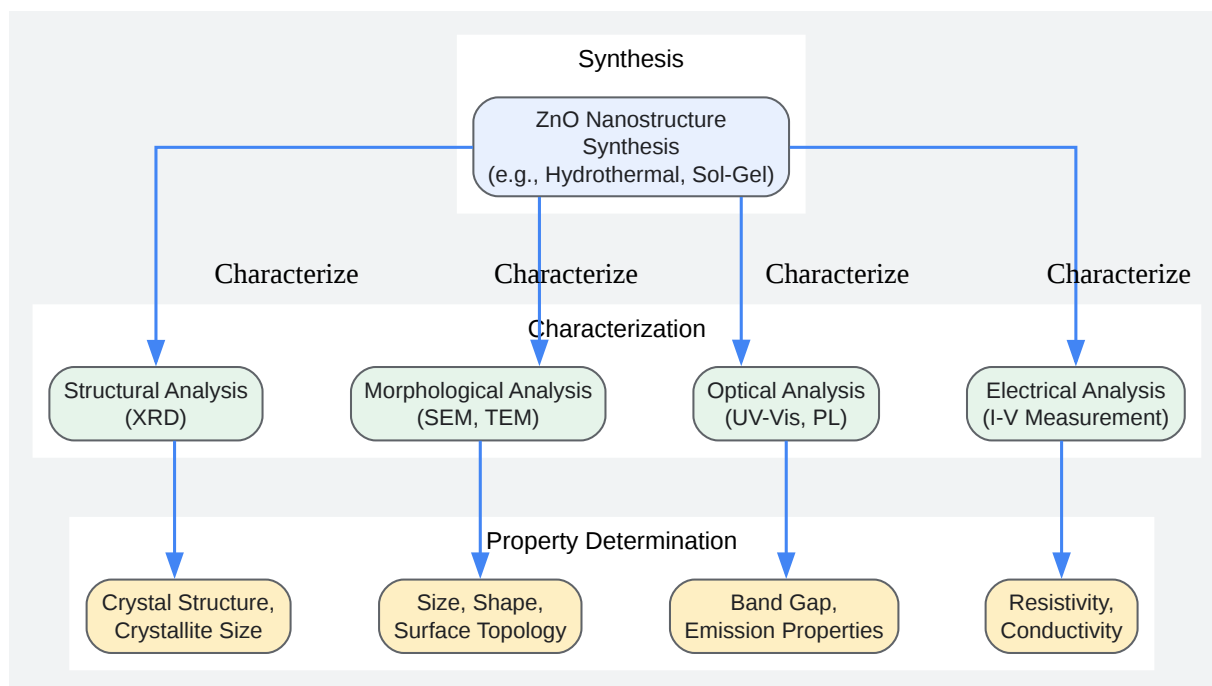 Synthesis
ZnO Nanostructure
Synthesis
(e.g., Hydrothermal, Sol-Gel)
Characterize
Characterize
Characterize
Characterize
Characterization
Structural Analysis
(XRD)
Morphological Analysis
(SEM, TEM)
Optical Analysis
(UV-Vis, PL)
Electrical Analysis
(I-V Measurement)
Property Determination
Crystal Structure,
Crystallite Size
Size, Shape,
Surface Topology
Band Gap,
Emission Properties
Resistivity,
Conductivity